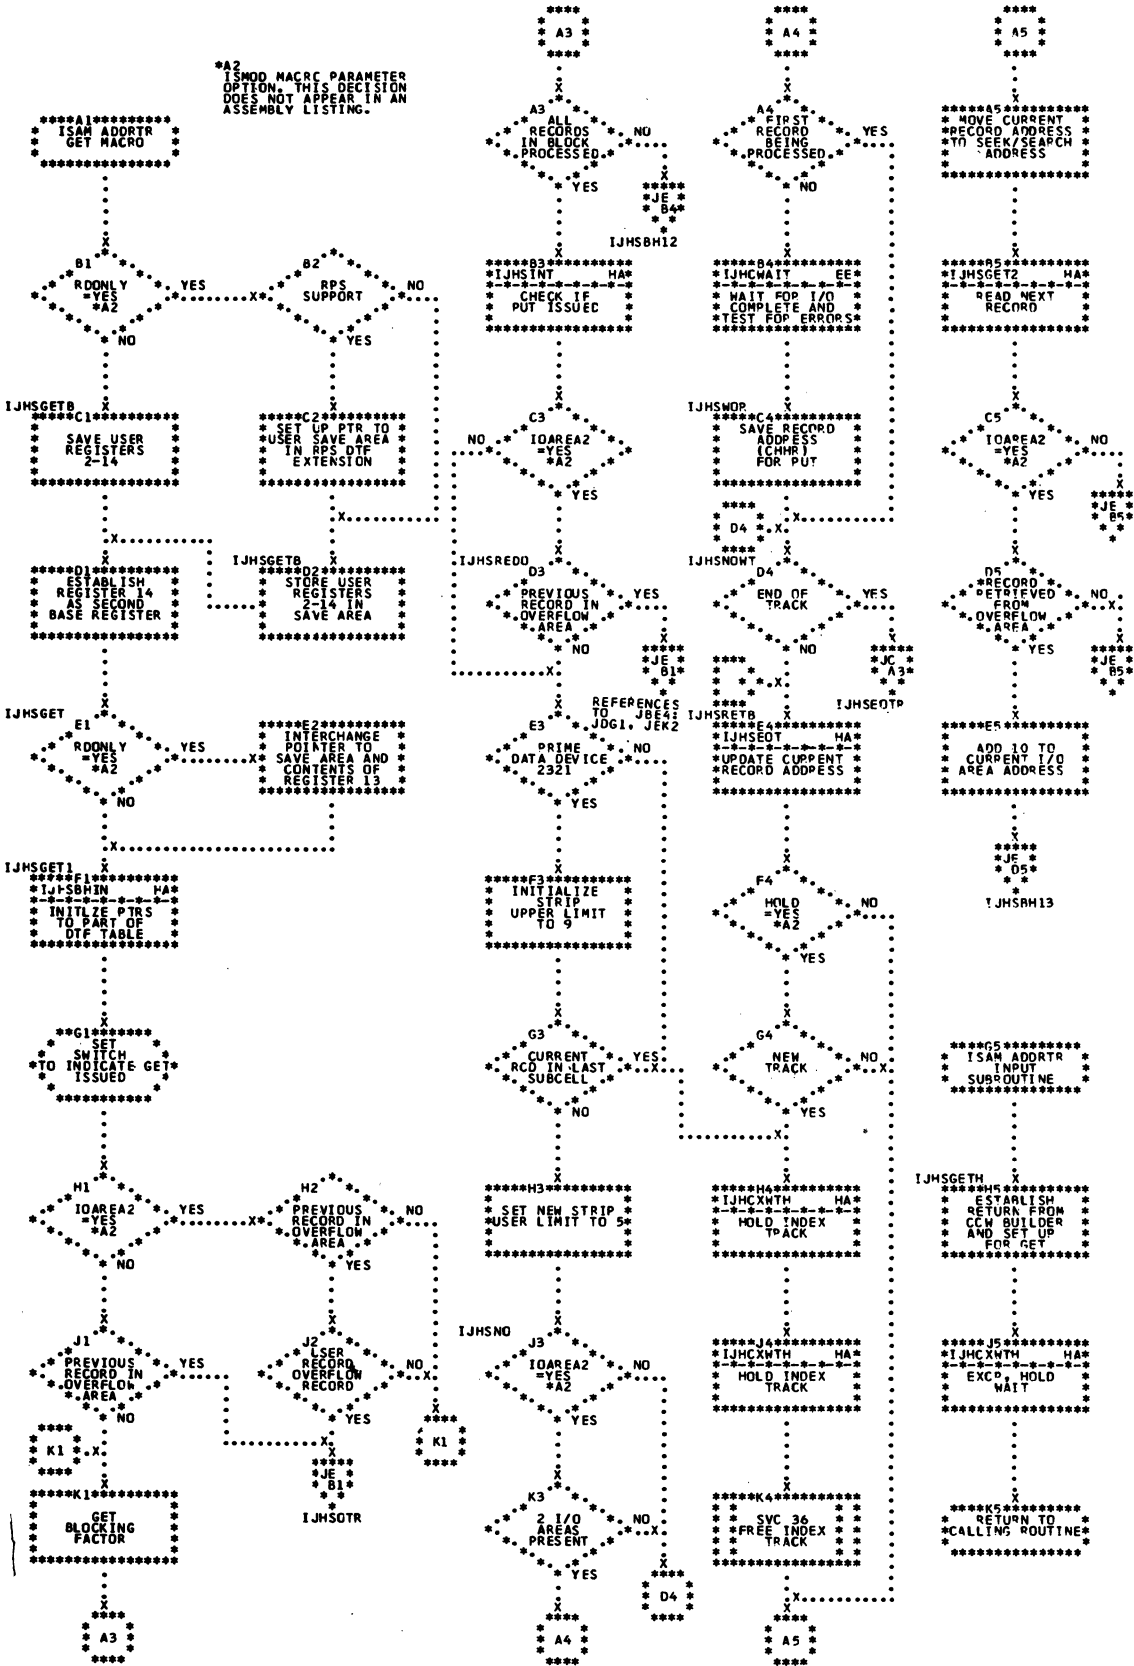 *A2
ISMOD MACRC PARAMETER
OPTION. THIS DECISION
DOES NOT APPEAR IN AN
ASSEMBLY LISTING.
A1
ISAM ADDRTR
GET MACRO
B1
RDONLY
=YES
*A2
YES
NO
B2
RPS
SUPPORT
NO
YES
IJHSGETB
C1
SAVE USER
REGISTERS
2-14
C2
SET UP PTR TO
USER SAVE AREA
IN RPS DTF
EXTENSION
D1
ESTABLISH
REGISTER 14
AS SECOND
BASE REGISTER
IJHSGETB
D2
STORE USER
REGISTERS
2-14 IN
SAVE AREA
IJHSGET
E1
RDONLY
=YES
*A2
YES
NO
E2
INTERCHANGE
POINTER TO
SAVE AREA AND
CONTENTS OF
REGISTER 13
IJHSGET1
F1
IJHSBHIN HA
INITLZE PTRS
TO PART OF
DTF TABLE
G1
SET
SWITCH
TO INDICATE GET
ISSUED
H1
IOAREA2
=YES
*A2
YES
NO
H2
PREVIOUS
RECORD IN
OVERFLOW
AREA
NO
YES
J1
PREVIOUS
RECORD IN
OVERFLOW
AREA
YES
NO
J2
USER
RECORD
OVERFLOW
RECORD
NO
YES
K1
K1
JE
B1
IJHSOTR
K1
GET
BLOCKING
FACTOR
A3
A3
A3
ALL
RECORDS
IN BLOCK
PROCESSED
NO
YES
JE
B4
IJHSBH12
B3
IJHSINT HA
CHECK IF
PUT ISSUED
C3
IOAREA2
=YES
*A2
NO
YES
IJHSREDO
D3
PREVIOUS
RECORD IN
OVERFLOW
AREA
YES
NO
JE
B1
REFERENCES
TO JBE4:
JDG1, JEK2
E3
PRIME
DATA DEVICE
2321
NO
YES
F3
INITIALIZE
STRIP
UPPER LIMIT
TO 9
G3
CURRENT
RCD IN LAST
SUBCELL
YES
NO
H3
SET NEW STRIP
USER LIMIT TO 5
IJHSNO
J3
IOAREA2
=YES
*A2
NO
YES
K3
2 I/O
AREAS
PRESENT
NO
YES
D4
A4
A4
A4
FIRST
RECORD
BEING
PROCESSED
YES
NO
B4
IJHCWAIT EE
WAIT FOR I/O
COMPLETE AND
TEST FOP ERRORS
IJHSWOP
C4
SAVE RECORD
ADDRESS
(CHHR)
FOR PUT
D4
IJHSNOWT
D4
END OF
TRACK
YES
NO
JC
A3
IJHSEOTP
IJHSRETB
E4
IJHSEOT HA
UPDATE CURRENT
RECORD ADDRESS
F4
HOLD
=YES
*A2
NO
YES
G4
NEW
TRACK
NO
YES
H4
IJHCXWTH HA
HOLD INDEX
TPACK
J4
IJHCXWTH HA
HOLD INDEX
TRACK
K4
SVC 36
FREE INDEX
TRACK
A5
A5
A5
MOVE CURRENT
RECORD ADDRESS
TO SEEK/SEARCH
ADDRESS
B5
IJHSGET2 HA
READ NEXT
RECORD
C5
IOAREA2
=YES
*A2
NO
YES
JE
B5
D5
RECORD
RETRIEVED
FROM
OVERFLOW
AREA
NO
YES
JE
B5
E5
ADD 10 TO
CURRENT I/O
AREA ADDRESS
JE
D5
IJHSBH13
G5
ISAM ADDRTR
INPUT
SUBROUTINE
IJHSGETH
H5
ESTABLISH
RETURN FROM
CCW BUILDER
AND SET UP
FOR GET
J5
IJHCXWTH HA
EXCP, HOLD
WAIT
K5
RETURN TO
CALLING ROUTINE